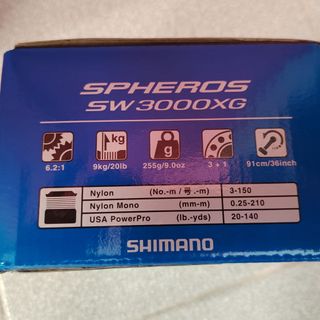 SPHEROS
SW 3000XG
kg
g
6.2:1 9kg/20lb 255g/9.0oz 3 + 1 91cm/36inch
Nylon (No.-m / 号.-m) 3-150
Nylon Mono (mm-m) 0.25-210
USA PowerPro (lb.-yds) 20-140
SHIMANO